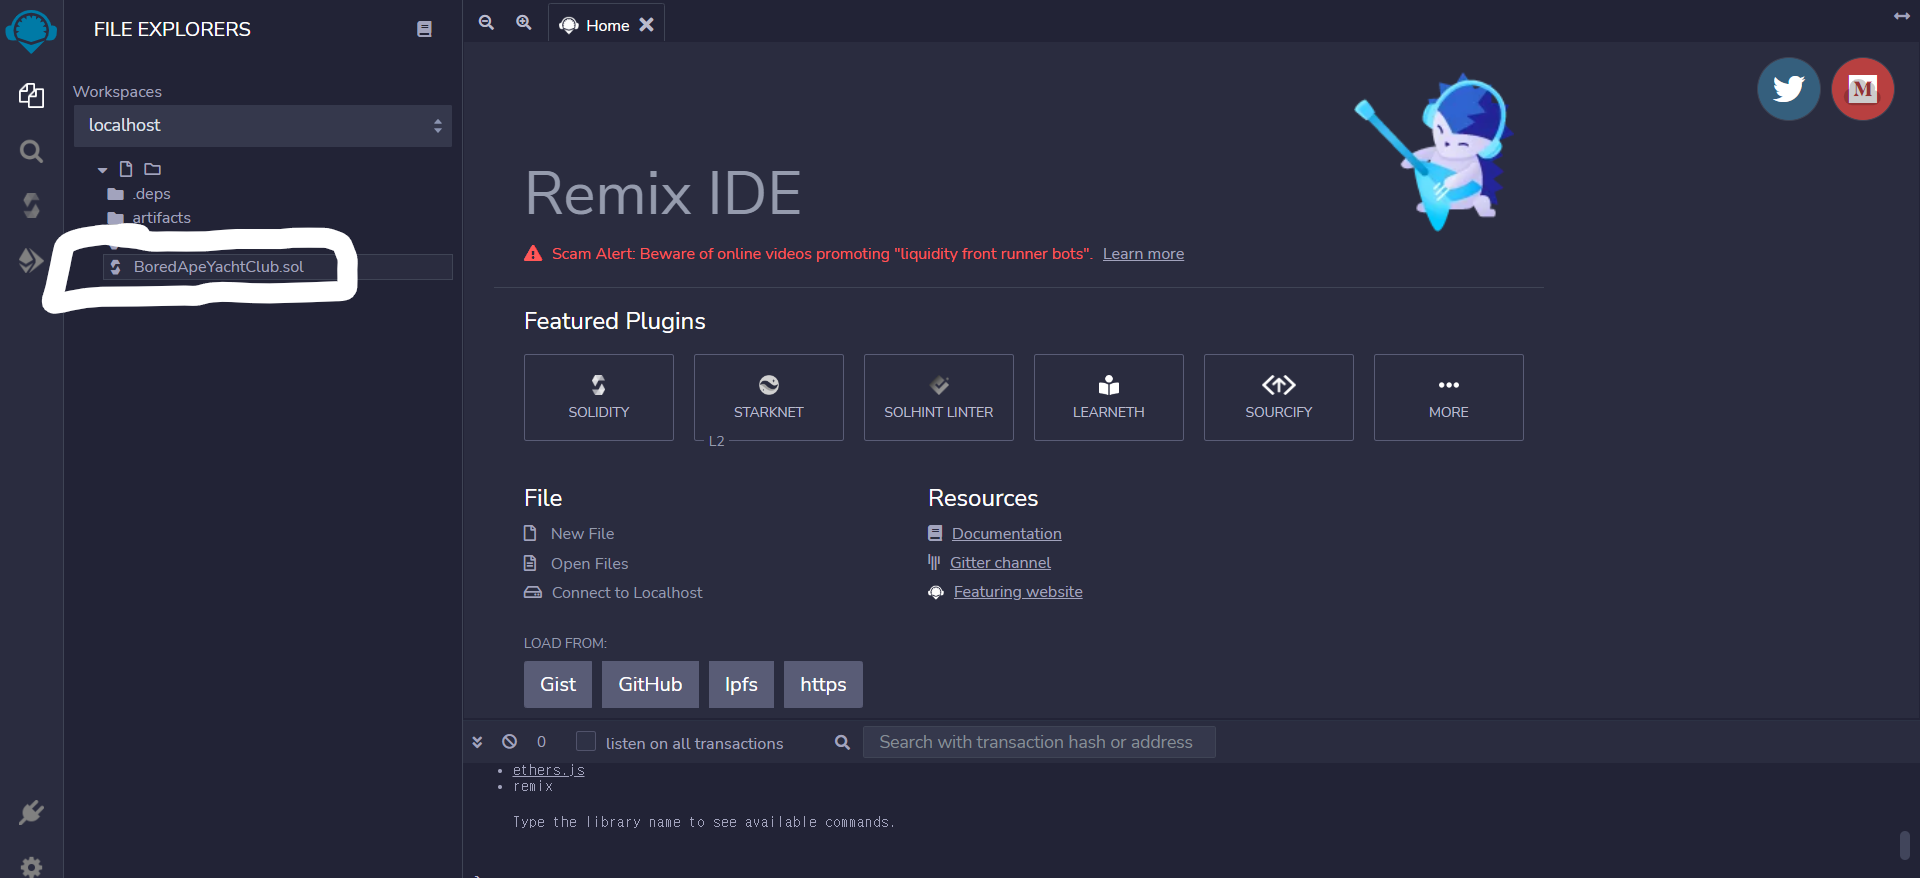 FILE EXPLORERS
Home
Workspaces
localhost
.deps
artifacts
BoredApeYachtClub.sol
Remix IDE
Scam Alert: Beware of online videos promoting "liquidity front runner bots". Learn more
Featured Plugins
SOLIDITY
STARKNET
L2
SOLHINT LINTER
LEARNETH
SOURCIFY
MORE
File
New File
Open Files
Connect to Localhost
Resources
Documentation
Gitter channel
Featuring website
LOAD FROM:
Gist
GitHub
Ipfs
https
0
listen on all transactions
Search with transaction hash or address
ethers.js
remix
Type the library name to see available commands.
M